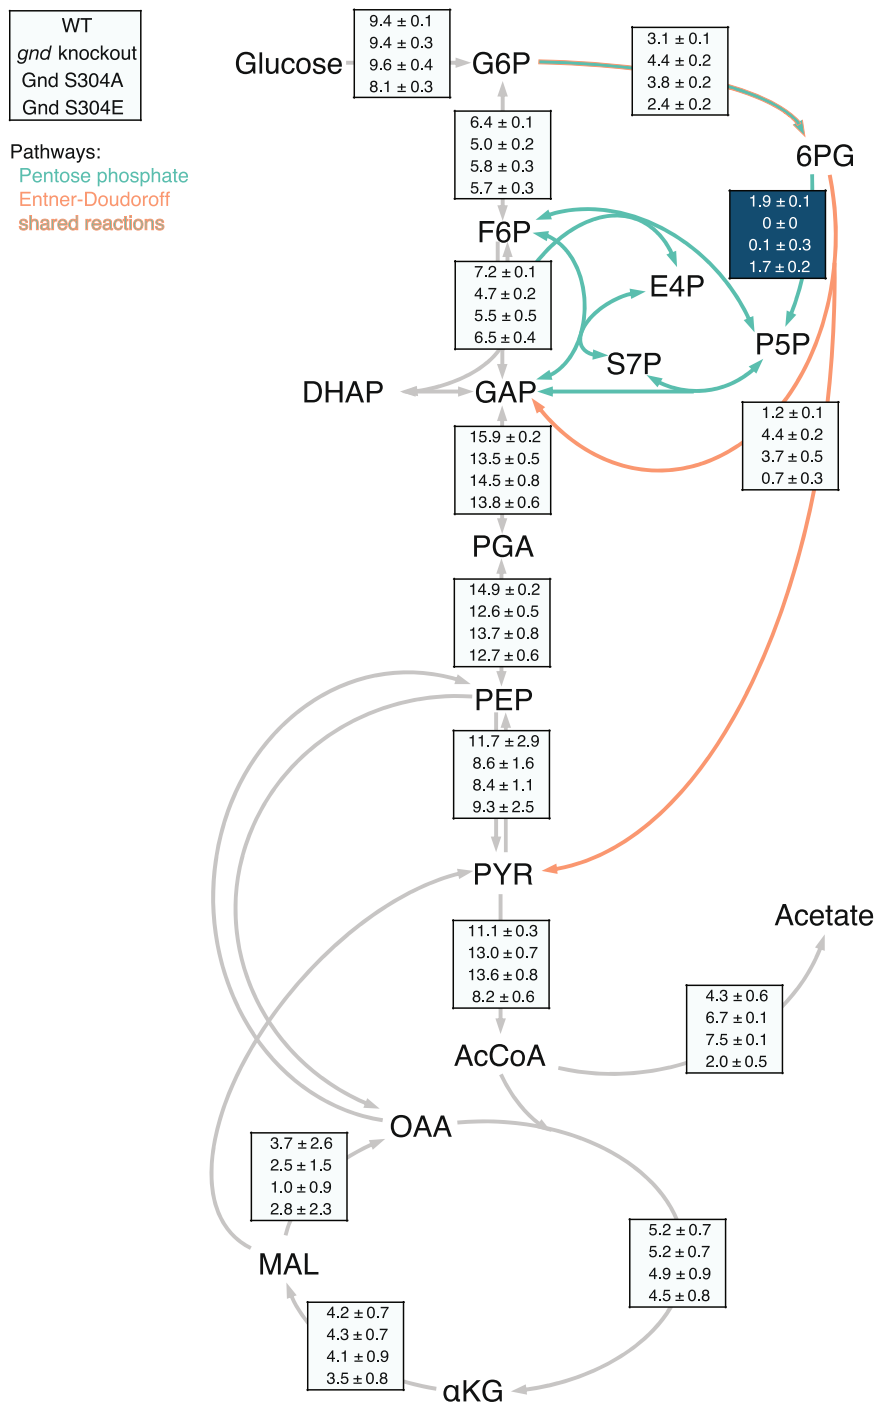 WT
gnd knockout
Gnd S304A
Gnd S304E
Pathways:
Pentose phosphate
Entner-Doudoroff
shared reactions
Glucose
9.4 ± 0.1
9.4 ± 0.3
9.6 ± 0.4
8.1 ± 0.3
G6P
3.1 ± 0.1
4.4 ± 0.2
3.8 ± 0.2
2.4 ± 0.2
6PG
6.4 ± 0.1
5.0 ± 0.2
5.8 ± 0.3
5.7 ± 0.3
1.9 ± 0.1
0 ± 0
0.1 ± 0.3
1.7 ± 0.2
F6P
7.2 ± 0.1
4.7 ± 0.2
5.5 ± 0.5
6.5 ± 0.4
E4P
P5P
S7P
DHAP
GAP
1.2 ± 0.1
4.4 ± 0.2
3.7 ± 0.5
0.7 ± 0.3
15.9 ± 0.2
13.5 ± 0.5
14.5 ± 0.8
13.8 ± 0.6
PGA
14.9 ± 0.2
12.6 ± 0.5
13.7 ± 0.8
12.7 ± 0.6
PEP
11.7 ± 2.9
8.6 ± 1.6
8.4 ± 1.1
9.3 ± 2.5
PYR
11.1 ± 0.3
13.0 ± 0.7
13.6 ± 0.8
8.2 ± 0.6
Acetate
4.3 ± 0.6
6.7 ± 0.1
7.5 ± 0.1
2.0 ± 0.5
AcCoA
OAA
3.7 ± 2.6
2.5 ± 1.5
1.0 ± 0.9
2.8 ± 2.3
5.2 ± 0.7
5.2 ± 0.7
4.9 ± 0.9
4.5 ± 0.8
MAL
4.2 ± 0.7
4.3 ± 0.7
4.1 ± 0.9
3.5 ± 0.8
αKG